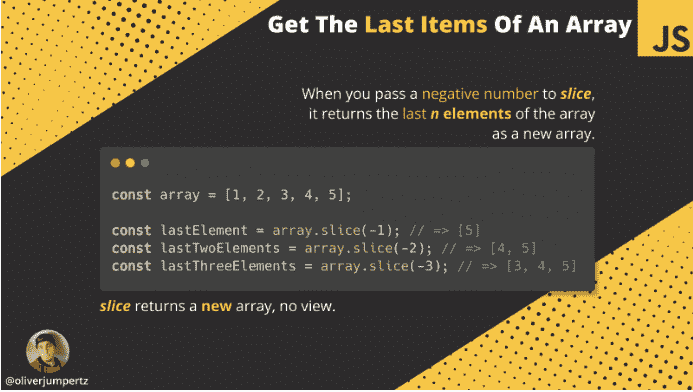 Get The Last Items Of An Array
JS
When you pass a negative number to slice,
it returns the last n elements of the array
as a new array.
const array = [1, 2, 3, 4, 5];
const lastElement = array.slice(-1); // => [5]
const lastTwoElements = array.slice(-2); // => [4, 5]
const lastThreeElements = array.slice(-3); // => [3, 4, 5]
slice returns a new array, no view.
@oliverjumpertz